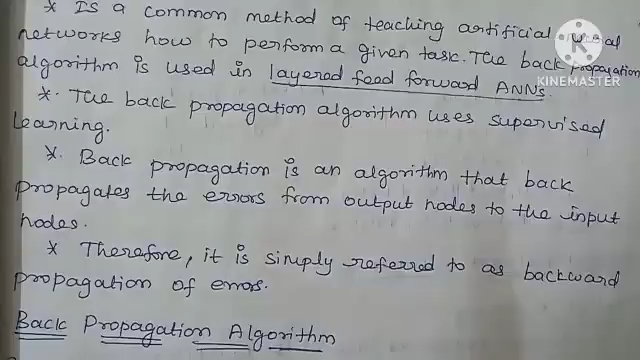 * Is a common method of teaching artificial neural
networks how to perform a given task. The back propagation
algorithm is used in layered feed forward ANNs.
*. The back propagation algorithm uses supervised
learning.
*. Back propagation is an algorithm that back
propagates the errors from output nodes to the input
nodes.
* Therefore, it is simply referred to as backward
propagation of errors.
Back Propagation Algorithm
KINEMASTER